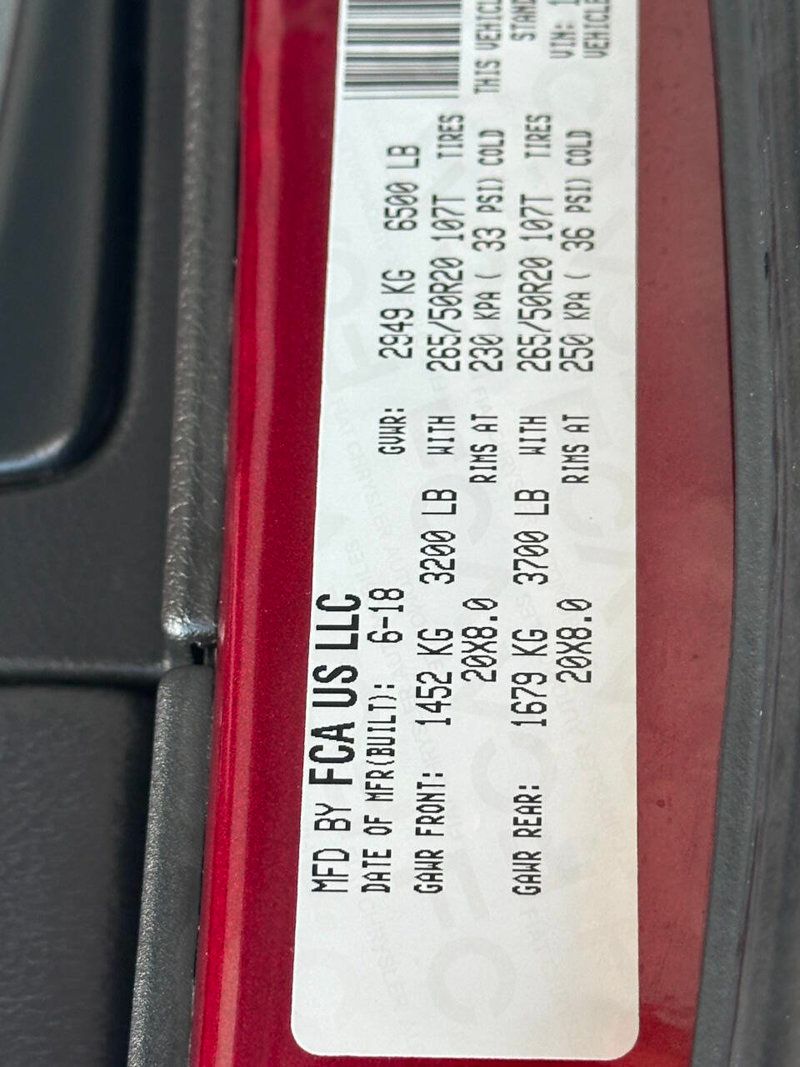 MFD BY FCA US LLC
DATE OF MFR(BUILT): 6-18 GVWR: 2949 KG 6500 LB
GAWR FRONT: 1452 KG 3200 LB WITH 265/50R20 107T TIRES
20X8.0 RIMS AT 230 KPA ( 33 PSI) COLD
GAWR REAR: 1679 KG 3700 LB WITH 265/50R20 107T TIRES
20X8.0 RIMS AT 250 KPA ( 36 PSI) COLD
THIS VEHICL
STAND
VIN: 1
VEHICLE